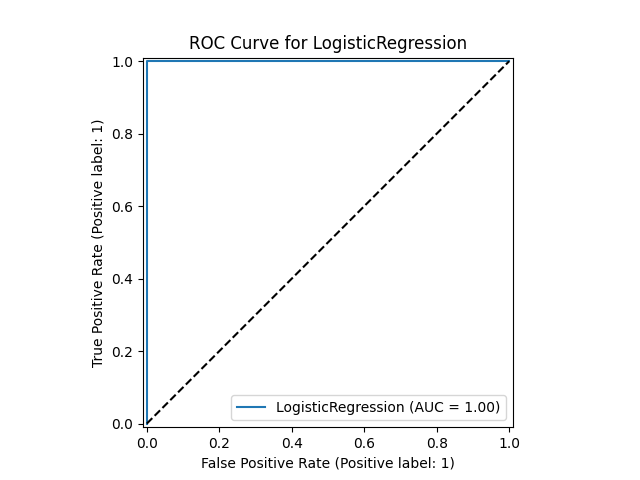 ROC Curve for LogisticRegression
True Positive Rate (Positive label: 1)
1.0
0.8
0.6
0.4
0.2
0.0
LogisticRegression (AUC = 1.00)
0.0 0.2 0.4 0.6 0.8 1.0
False Positive Rate (Positive label: 1)